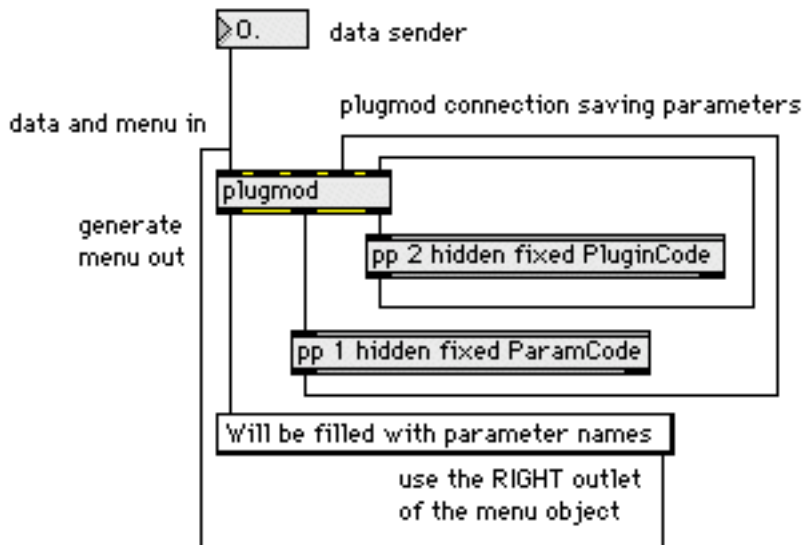 0.
data sender
plugmod connection saving parameters
data and menu in
plugmod
generate
menu out
pp 2 hidden fixed PluginCode
pp 1 hidden fixed ParamCode
Will be filled with parameter names
use the RIGHT outlet
of the menu object